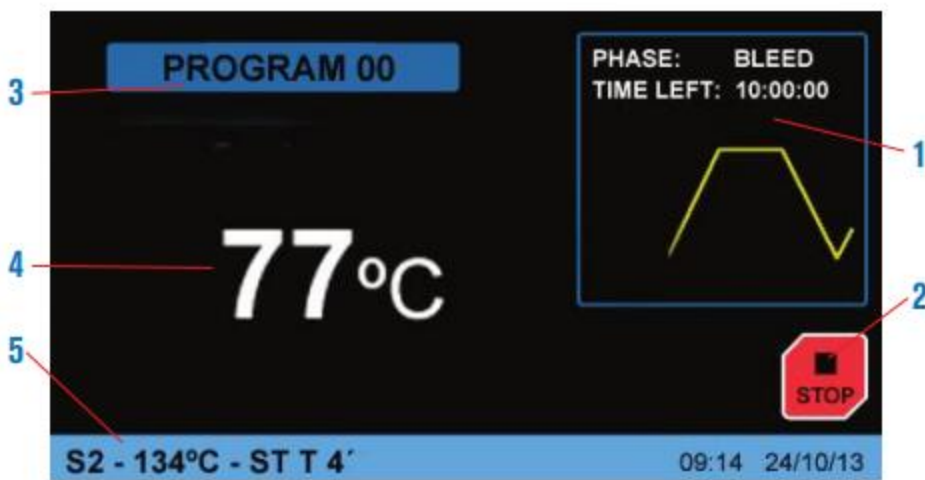 PROGRAM 00
PHASE: BLEED
TIME LEFT: 10:00:00
3
1
77ºC
4
2
5
STOP
S2 - 134ºC - ST T 4´
09:14 24/10/13